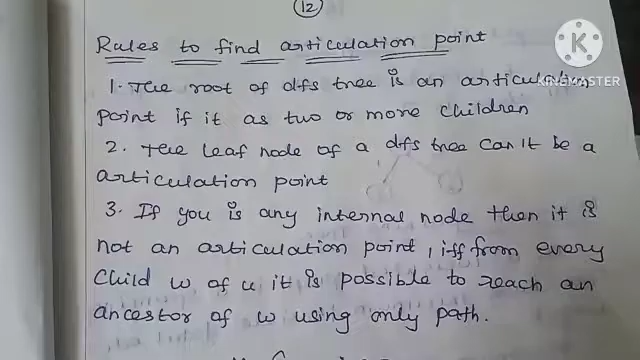 12
Rules to find articulation point
1. The root of dfs tree is an articulation
point if it as two or more children
2. The leaf node of a dfs tree can't be a
articulation point
3. If you is any internal node then it is
not an articulation point, iff from every
child w of u it is possible to reach an
ancestor of w using only path.
K
KINEMASTER